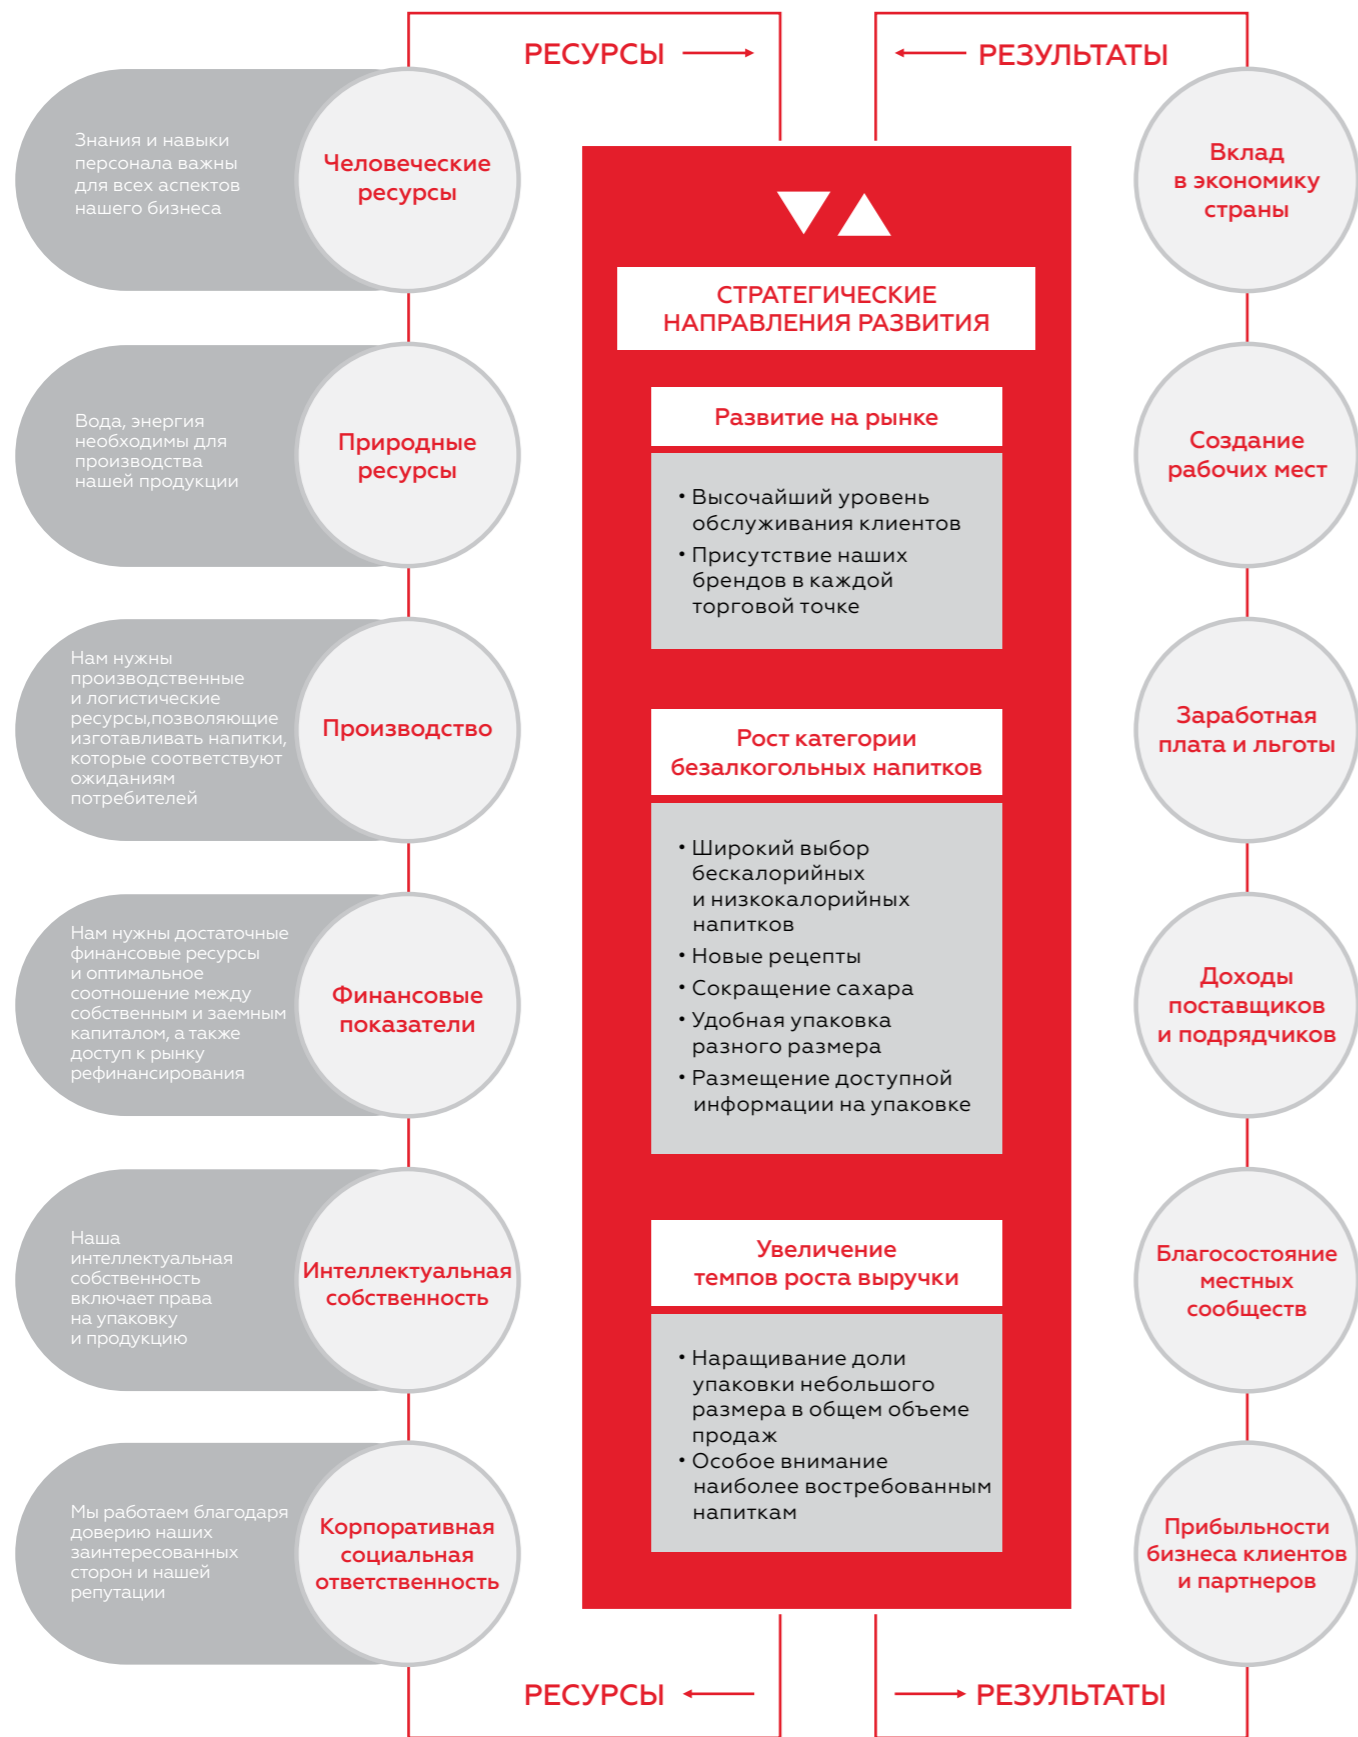 РЕСУРСЫ
РЕЗУЛЬТАТЫ
Знания и навыки
персонала важны
для всех аспектов
нашего бизнеса
Человеческие
ресурсы
Вода, энергия
необходимы для
производства
нашей продукции
Природные
ресурсы
Нам нужны
производственные
и логистические
ресурсы,позволяющие
изготавливать напитки,
которые соответствуют
ожиданиям
потребителей
Производство
Нам нужны достаточные
финансовые ресурсы
и оптимальное
соотношение между
собственным и заемным
капиталом, а также
доступ к рынку
рефинансирования
Финансовые
показатели
Наша
интеллектуальная
собственность
включает права
на упаковку
и продукцию
Интеллектуальная
собственность
Мы работаем благодаря
доверию наших
заинтересованных
сторон и нашей
репутации
Корпоративная
социальная
ответственность
СТРАТЕГИЧЕСКИЕ
НАПРАВЛЕНИЯ РАЗВИТИЯ
Развитие на рынке
• Высочайший уровень
обслуживания клиентов
• Присутствие наших
брендов в каждой
торговой точке
Рост категории
безалкогольных напитков
• Широкий выбор
бескалорийных
и низкокалорийных
напитков
• Новые рецепты
• Сокращение сахара
• Удобная упаковка
разного размера
• Размещение доступной
информации на упаковке
Увеличение
темпов роста выручки
• Наращивание доли
упаковки небольшого
размера в общем объеме
продаж
• Особое внимание
наиболее востребованным
напиткам
Вклад
в экономику
страны
Создание
рабочих мест
Заработная
плата и льготы
Доходы
поставщиков
и подрядчиков
Благосостояние
местных
сообществ
Прибыльности
бизнеса клиентов
и партнеров
РЕСУРСЫ
РЕЗУЛЬТАТЫ